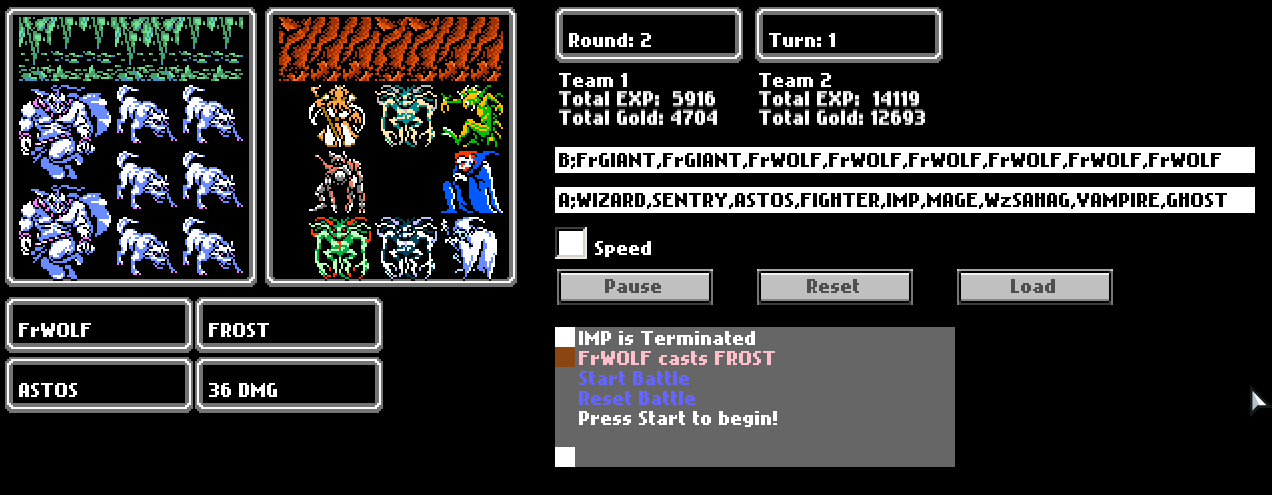 Round: 2
Turn: 1
Team 1
Total EXP: 5916
Total Gold: 4704
Team 2
Total EXP: 14119
Total Gold: 12693
B;FrGIANT,FrGIANT,FrWOLF,FrWOLF,FrWOLF,FrWOLF,FrWOLF,FrWOLF
A;WIZARD,SENTRY,ASTOS,FIGHTER,IMP,MAGE,WzSAHAG,VAMPIRE,GHOST
Speed
Pause
Reset
Load
FrWOLF
FROST
ASTOS
36 DMG
IMP is Terminated
FrWOLF casts FROST
Start Battle
Reset Battle
Press Start to begin!